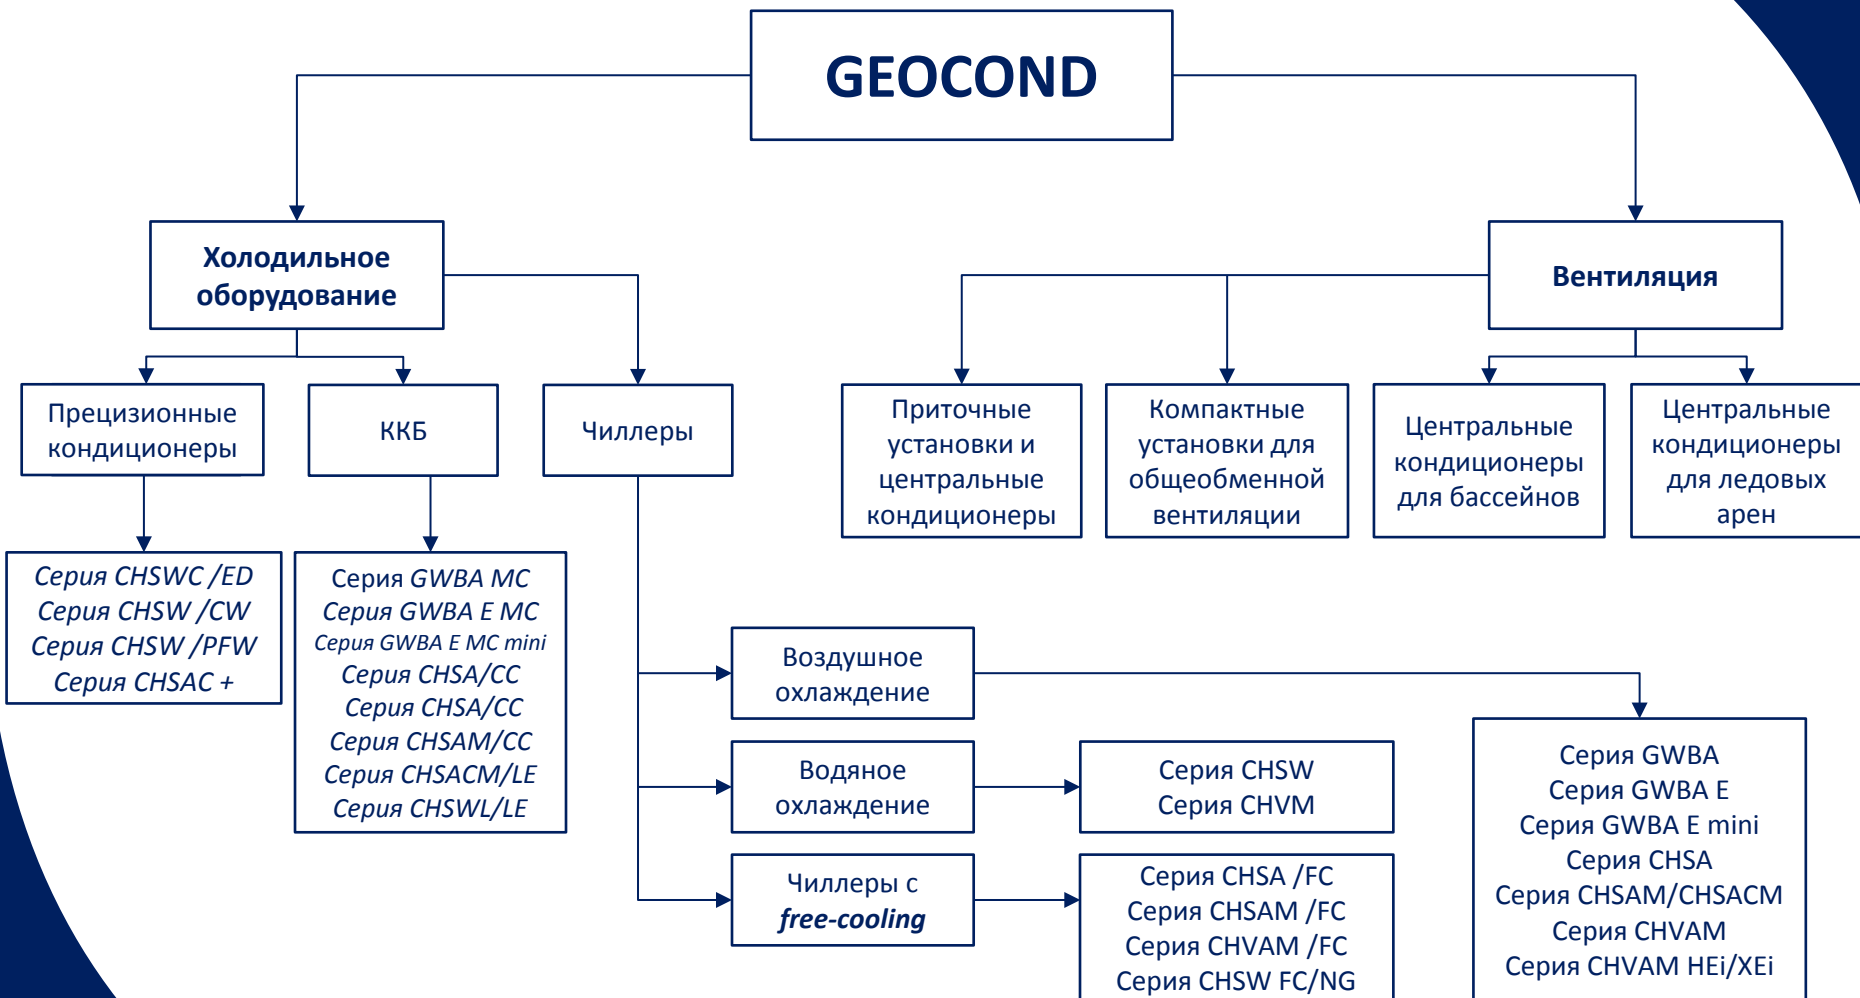 GEOCOND
Холодильное
оборудование
Вентиляция
Прецизионные
кондиционеры
ККБ
Чиллеры
Приточные
установки и
центральные
кондиционеры
Компактные
установки для
общеобменной
вентиляции
Центральные
кондиционеры
для бассейнов
Центральные
кондиционеры
для ледовых
арен
Серия CHSWC /ED
Серия CHSW /CW
Серия CHSW /PFW
Серия CHSAC +
Серия GWBA MC
Серия GWBA E MC
Серия GWBA E MC mini
Серия CHSA/CC
Серия CHSA/CC
Серия CHSAM/CC
Серия CHSACM/LE
Серия CHSWL/LE
Воздушное
охлаждение
Водяное
охлаждение
Серия CHSW
Серия CHVM
Чиллеры с
free-cooling
Серия CHSA /FC
Серия CHSAM /FC
Серия CHVAM /FC
Серия CHSW FC/NG
Серия GWBA
Серия GWBA E
Серия GWBA E mini
Серия CHSA
Серия CHSAM/CHSACM
Серия CHVAM
Серия CHVAM HEi/XEi